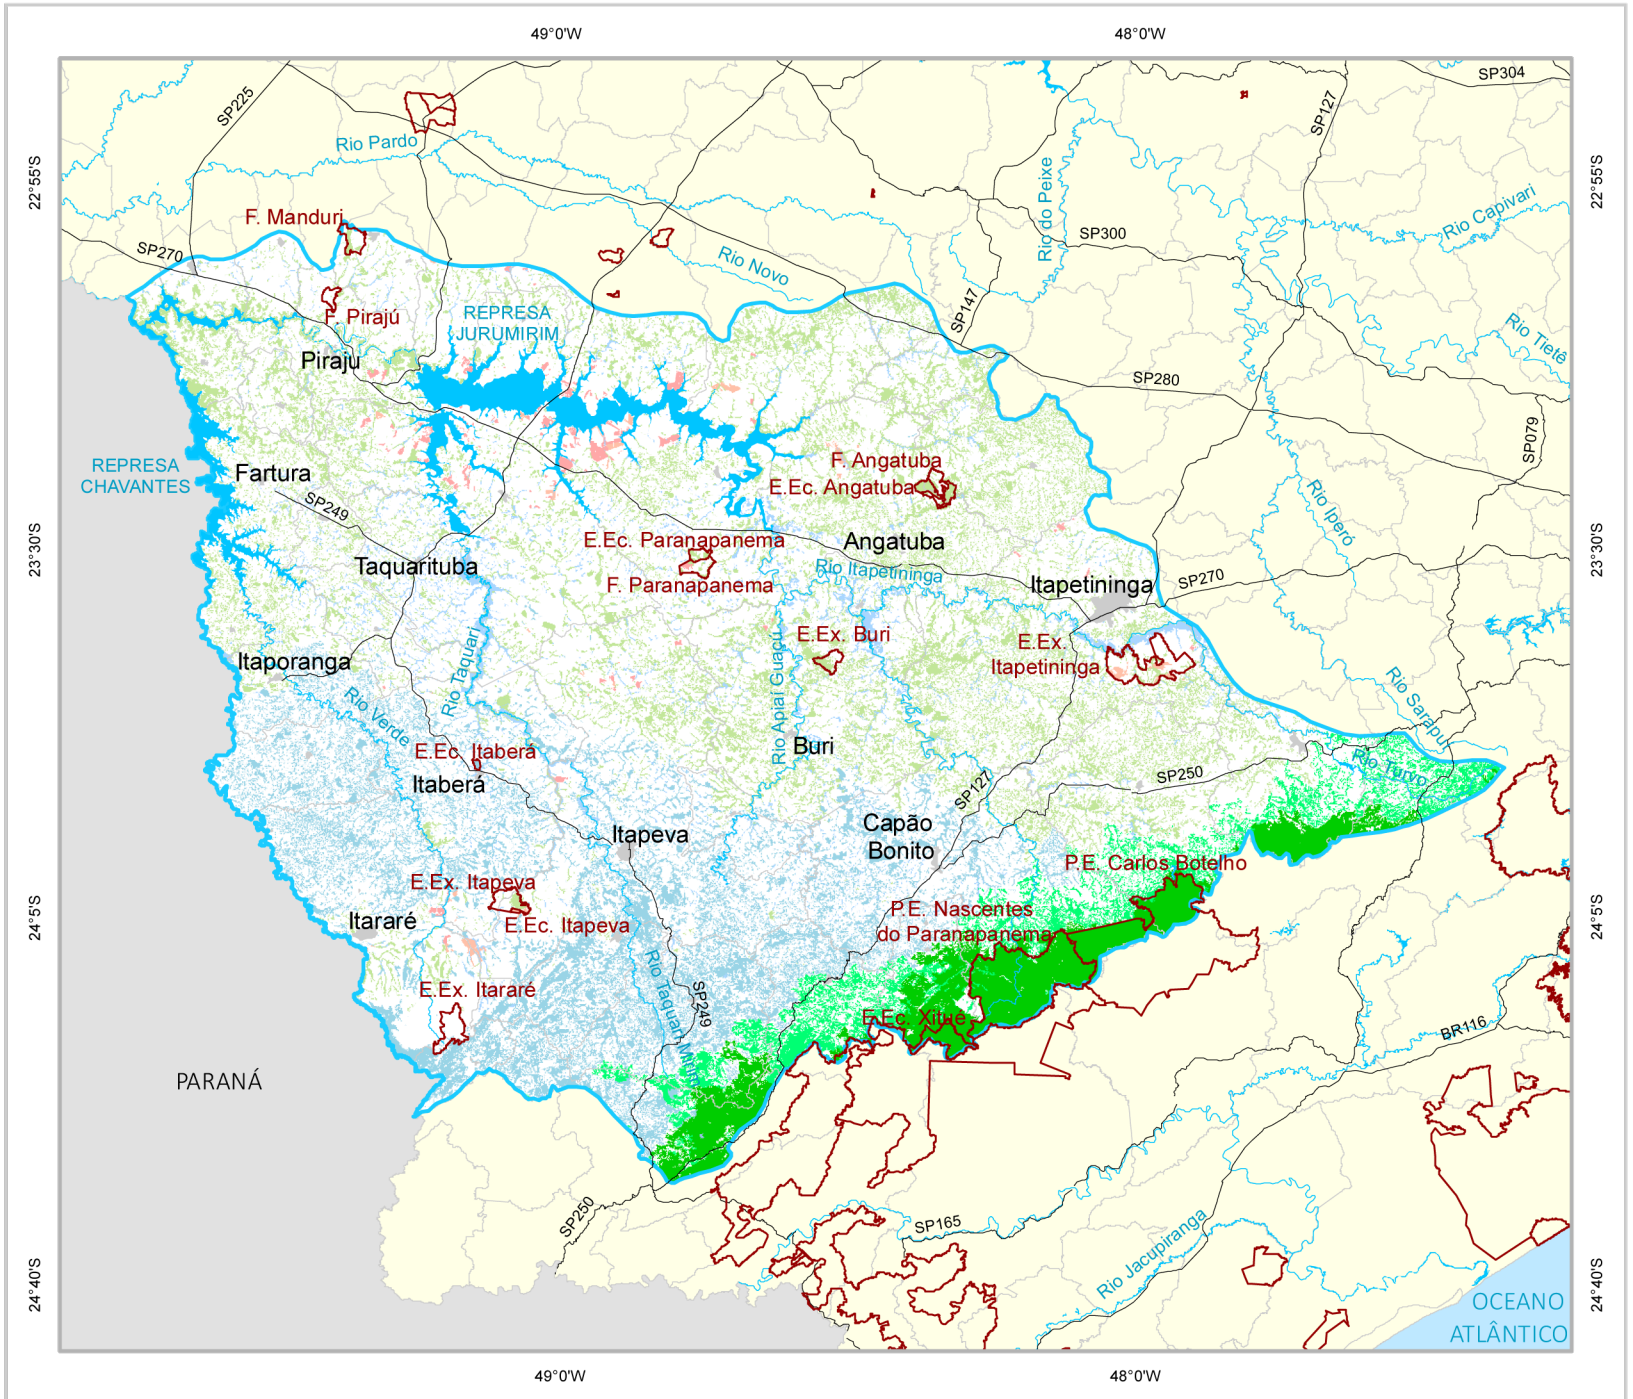 49°0'W
48°0'W
SP304
SP225
SP127
Rio Pardo
22°55'S
22°55'S
Rio do Peixe
Rio Capivari
F. Manduri
SP300
SP270
Rio Novo
SP147
F. Pirajú
REPRESA
JURUMIRIM
Rio Tietê
Piraju
SP280
SP079
REPRESA
CHAVANTES
Fartura
F. Angatuba
E.Ec. Angatuba
SP249
Rio Iperó
E.Ec. Paranapanema
Angatuba
23°30'S
23°30'S
Taquarituba
F. Paranapanema
Rio Itapetininga
Itapetininga
SP270
E.Ex. Buri
E.Ex.
Itapetininga
Itaporanga
Rio Taquari
Rio Apiaí Guaçú
Rio Verde
Rio Sarapuí
E.Ec. Itaberá
Buri
Itaberá
SP127
SP250
Rio Turvo
Itapeva
Capão
Bonito
P.E. Carlos Botelho
E.Ex. Itapeva
E.Ec. Itapeva
Itararé
P.E. Nascentes
do Paranapanema
24°5'S
24°5'S
E.Ex. Itararé
Rio Taquari Mirim
SP249
E.Ec. Xitué
BR116
PARANÁ
SP250
SP165
Rio Jacupiranga
24°40'S
24°40'S
OCEANO
ATLÂNTICO
49°0'W
48°0'W